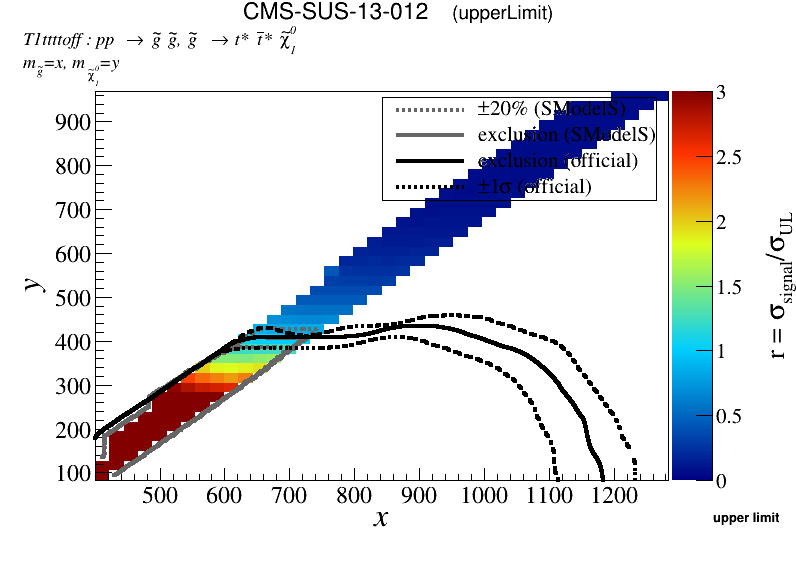 CMS-SUS-13-012 (upperLimit)
T1ttttoff : pp → g̃ g̃, g̃ → t* t̄* χ̃₁⁰
m_g̃=x, m_χ̃₁⁰=y
±20% (SModelS)
exclusion (SModelS)
exclusion (official)
±1σ (official)
900
800
700
600
500
400
300
200
100
y
500 600 700 800 900 1000 1100 1200
x
3
2.5
2
1.5
1
0.5
0
r = σ_signal/σ_UL
upper limit